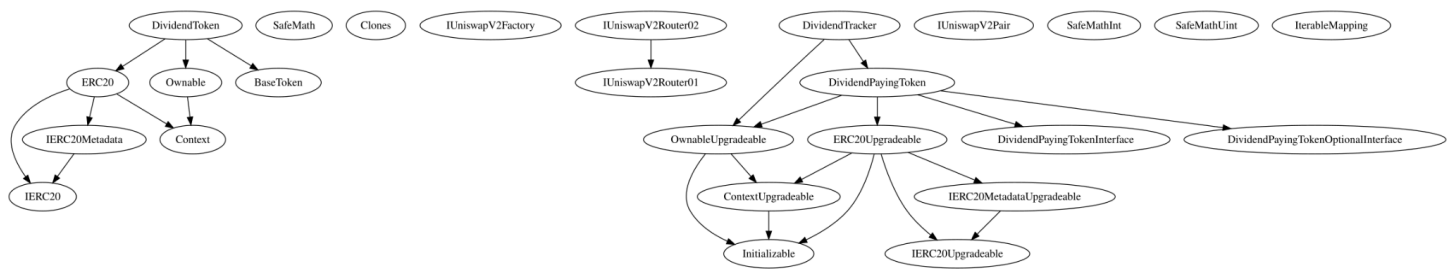 DividendToken
SafeMath
Clones
IUniswapV2Factory
IUniswapV2Router02
DividendTracker
IUniswapV2Pair
SafeMathInt
SafeMathUint
IterableMapping
ERC20
Ownable
BaseToken
IUniswapV2Router01
DividendPayingToken
IERC20Metadata
Context
OwnableUpgradeable
ERC20Upgradeable
DividendPayingTokenInterface
DividendPayingTokenOptionalInterface
IERC20
ContextUpgradeable
IERC20MetadataUpgradeable
Initializable
IERC20Upgradeable